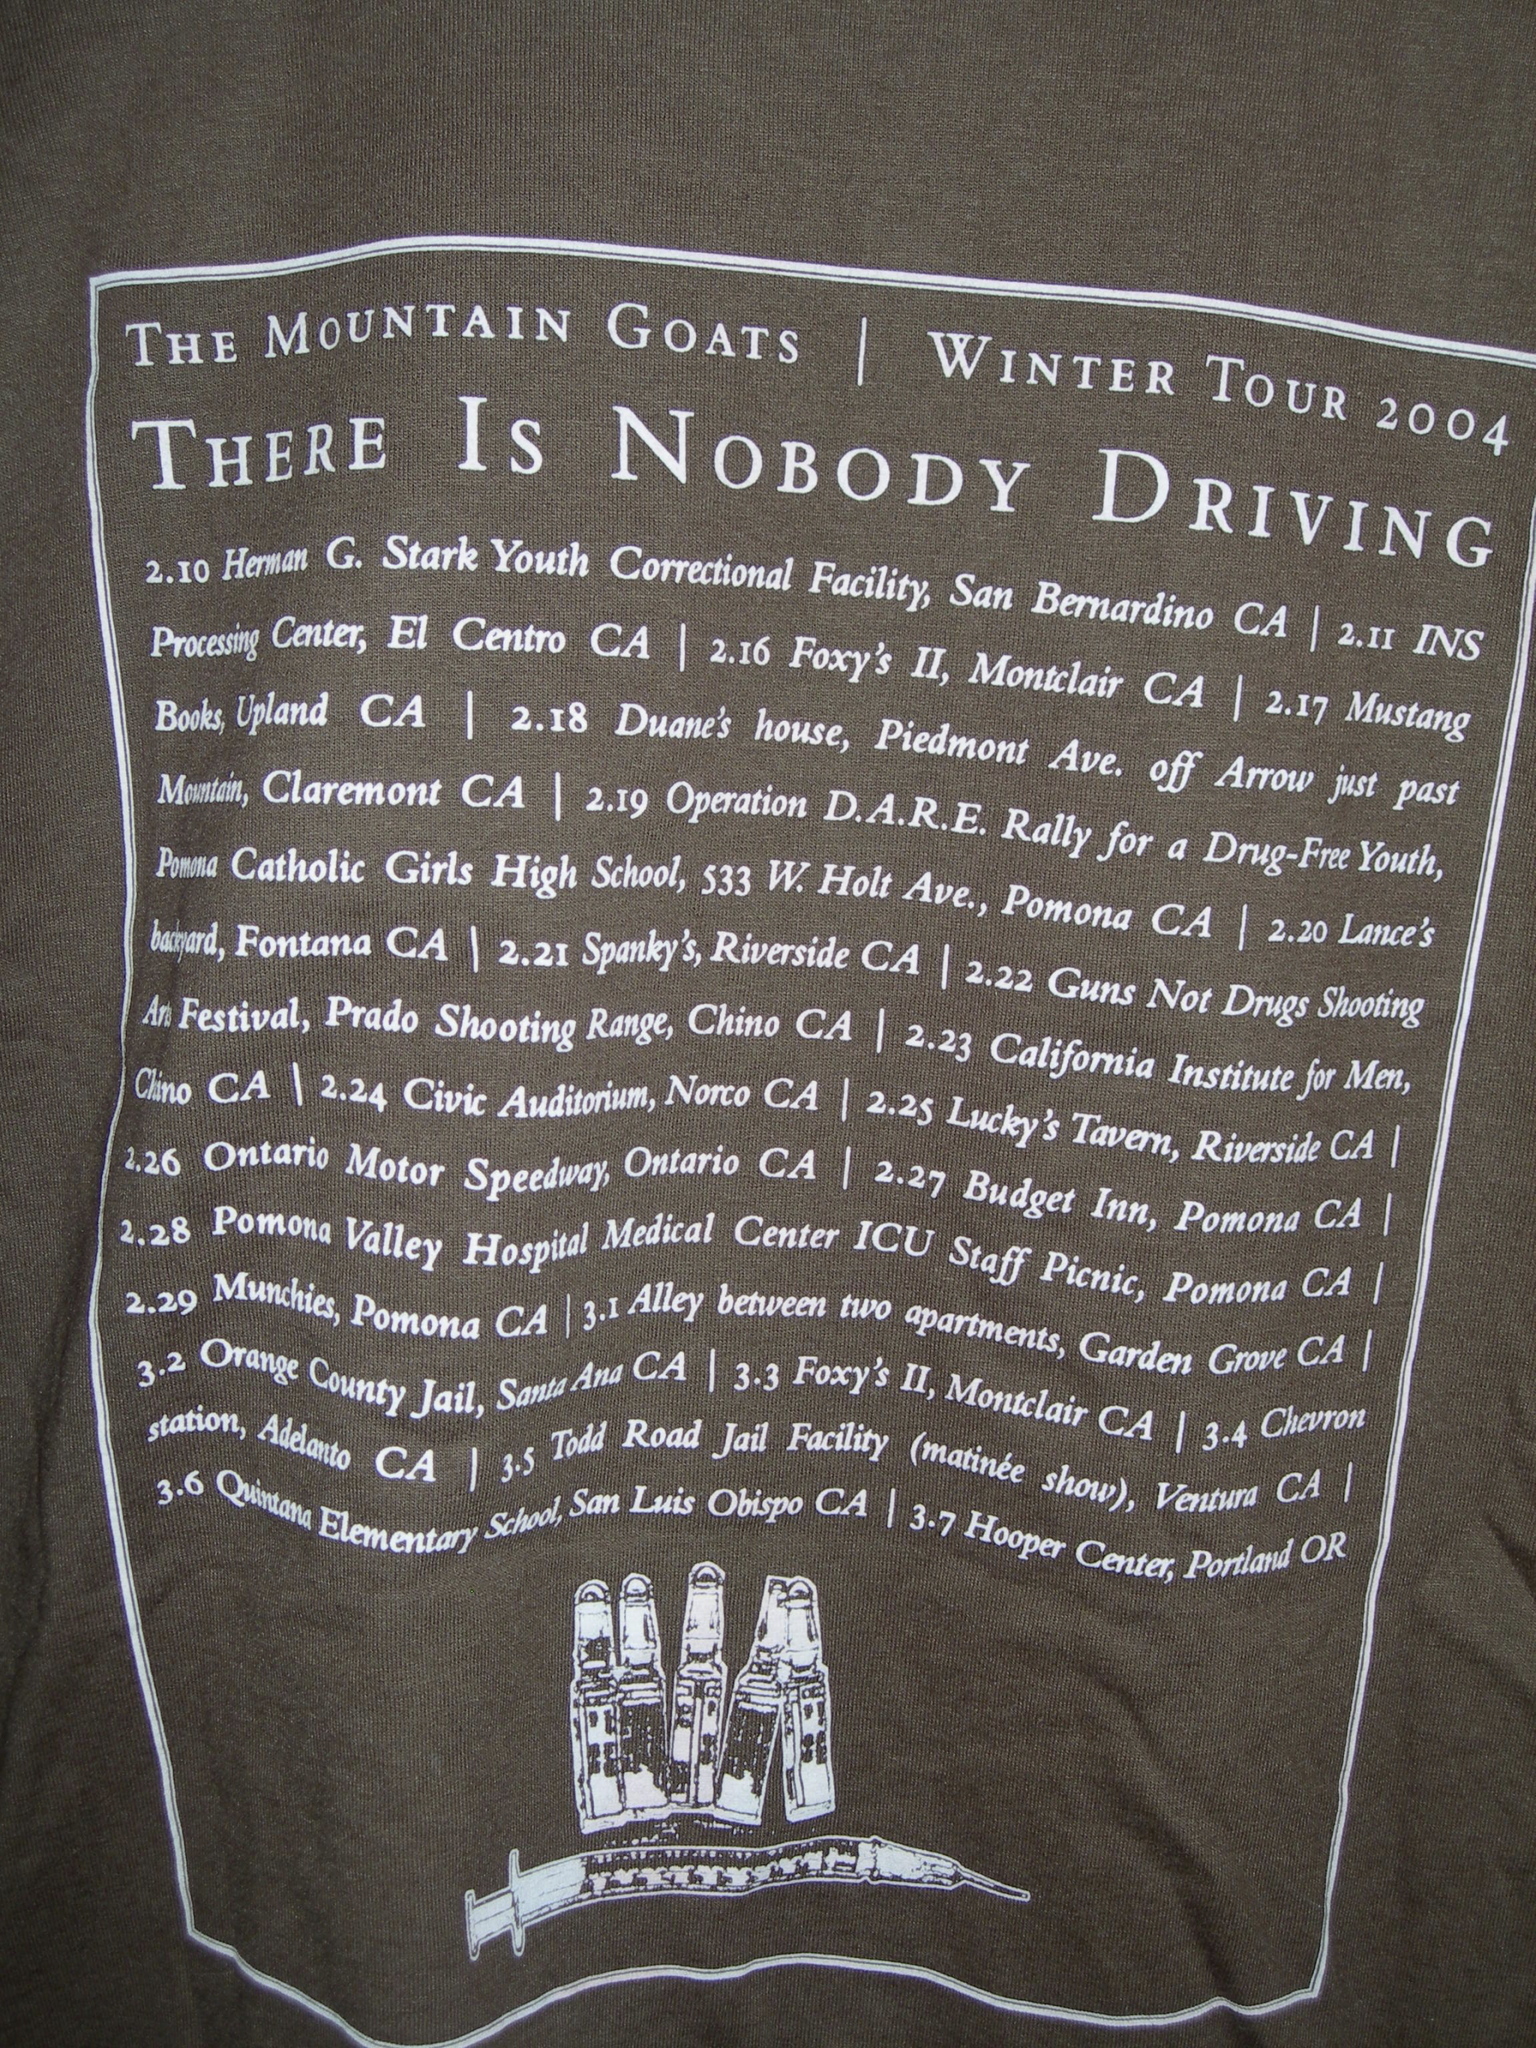 The Mountain Goats | Winter Tour 2004
There Is Nobody Driving
2.10 Herman G. Stark Youth Correctional Facility, San Bernardino CA | 2.11 INS
Processing Center, El Centro CA | 2.16 Foxy's II, Montclair CA | 2.17 Mustang
Books, Upland CA | 2.18 Duane's house, Piedmont Ave. off Arrow just past
Mountain, Claremont CA | 2.19 Operation D.A.R.E. Rally for a Drug-Free Youth,
Pomona Catholic Girls High School, 533 W. Holt Ave., Pomona CA | 2.20 Lance's
backyard, Fontana CA | 2.21 Spanky's, Riverside CA | 2.22 Guns Not Drugs Shooting
Arts Festival, Prado Shooting Range, Chino CA | 2.23 California Institute for Men,
Chino CA | 2.24 Civic Auditorium, Norco CA | 2.25 Lucky's Tavern, Riverside CA |
2.26 Ontario Motor Speedway, Ontario CA | 2.27 Budget Inn, Pomona CA |
2.28 Pomona Valley Hospital Medical Center ICU Staff Picnic, Pomona CA |
2.29 Munchies, Pomona CA | 3.1 Alley between two apartments, Garden Grove CA |
3.2 Orange County Jail, Santa Ana CA | 3.3 Foxy's II, Montclair CA | 3.4 Chevron
station, Adelanto CA | 3.5 Todd Road Jail Facility (matinée show), Ventura CA |
3.6 Quintana Elementary School, San Luis Obispo CA | 3.7 Hooper Center, Portland OR